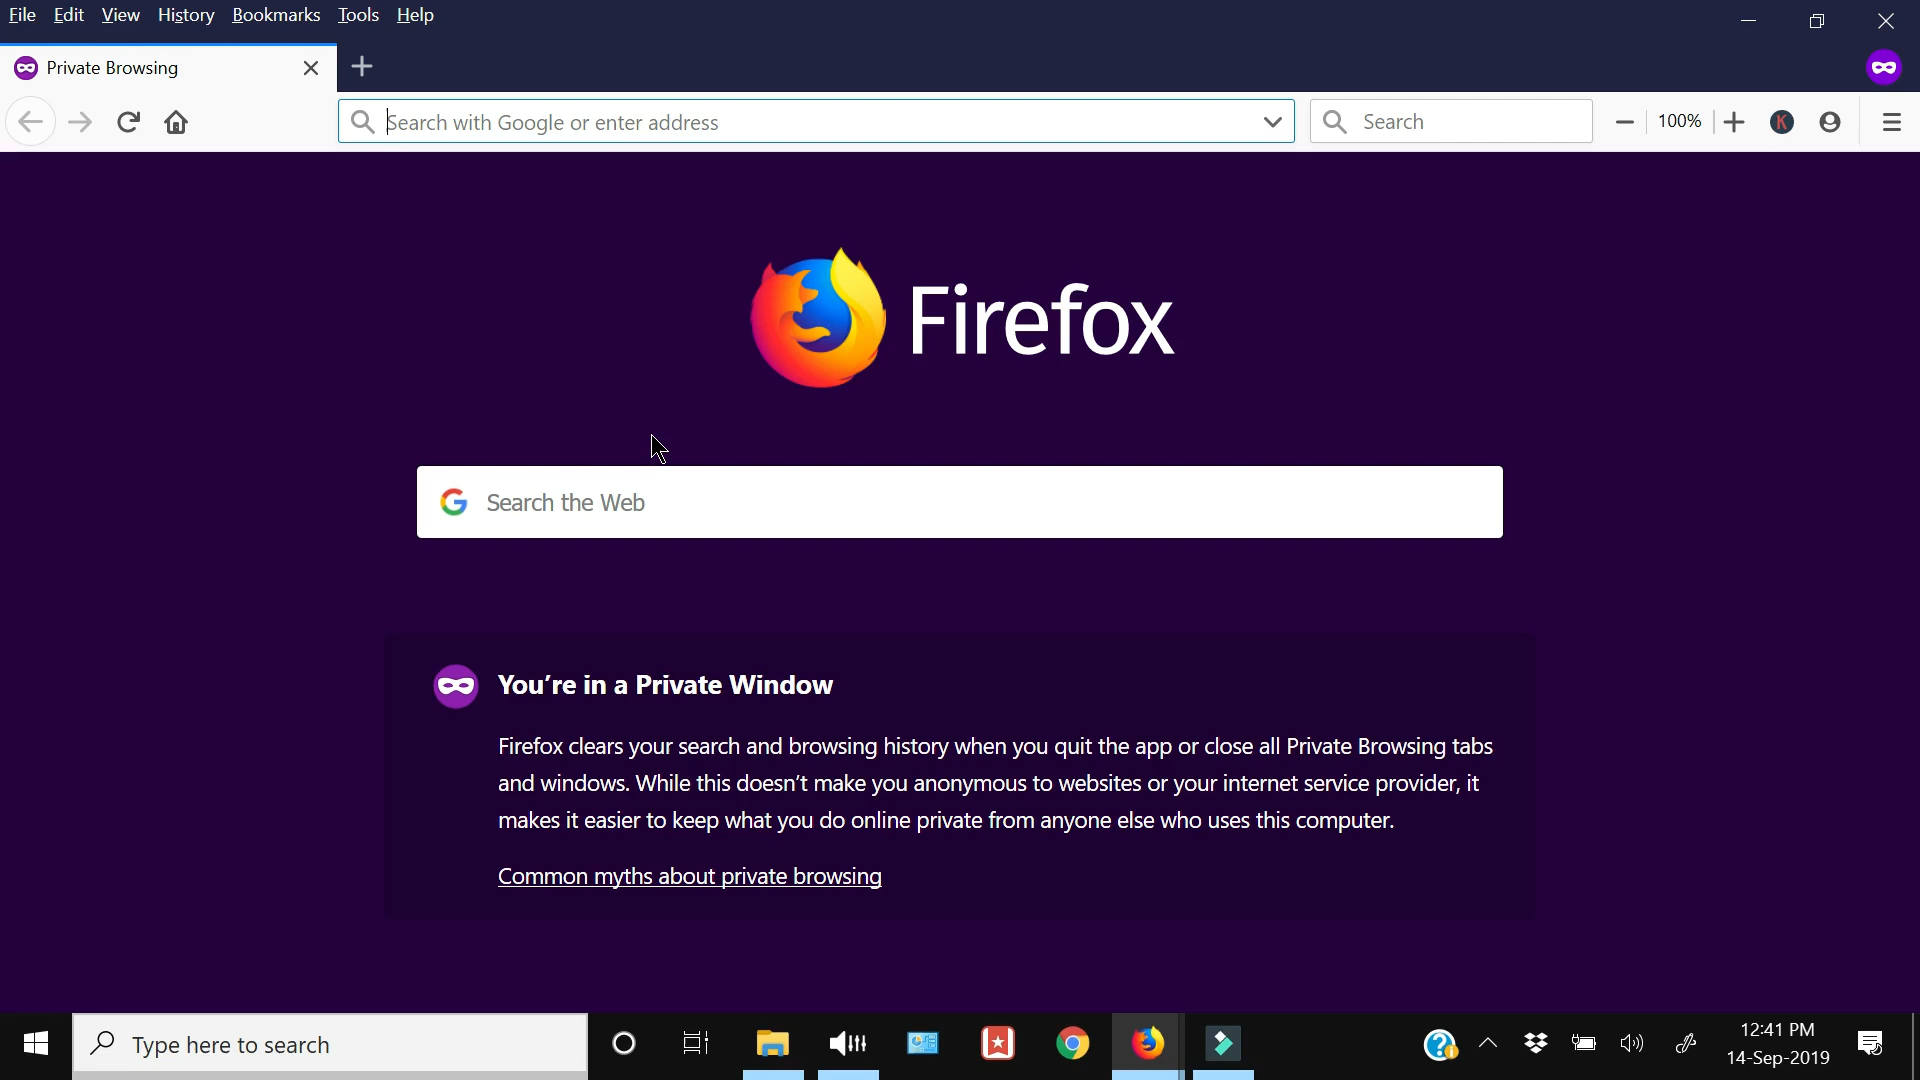 File Edit View History Bookmarks Tools Help
Private Browsing
Search with Google or enter address
Search
100%
K
Firefox
G Search the Web
You're in a Private Window
Firefox clears your search and browsing history when you quit the app or close all Private Browsing tabs
and windows. While this doesn't make you anonymous to websites or your internet service provider, it
makes it easier to keep what you do online private from anyone else who uses this computer.
Common myths about private browsing
Type here to search
12:41 PM
14-Sep-2019